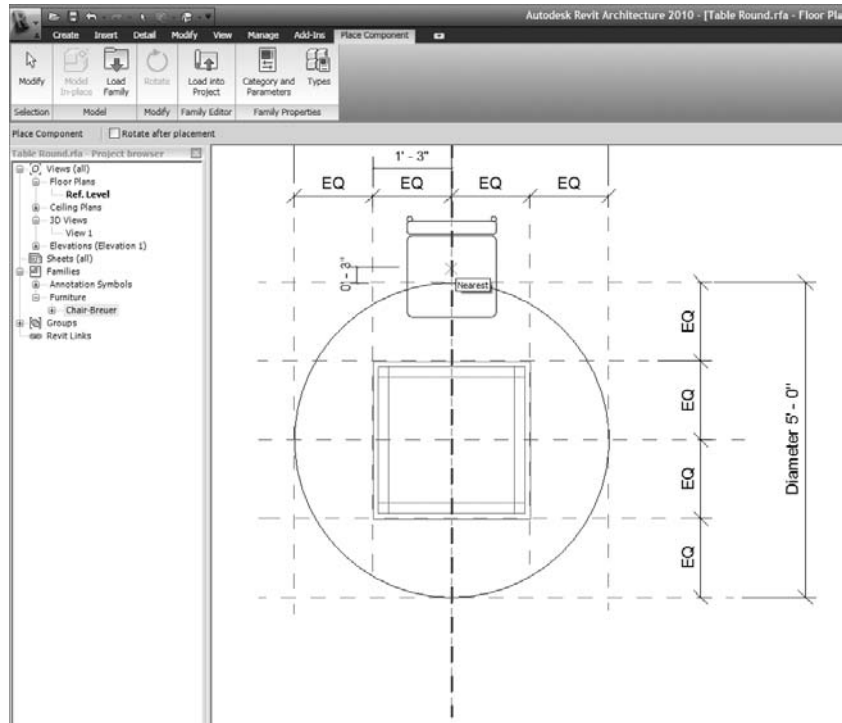 Autodesk Revit Architecture 2010 - [Table Round.rfa - Floor Pla
Create Insert Detail Modify View Manage Add-Ins Place Component
Modify Model In-place Load Family Rotate Load into Project Category and Parameters Types
Selection Model Modify Family Editor Family Properties
Place Component Rotate after placement
Table Round.rfa - Project browser
Views (all)
Floor Plans
Ref. Level
Ceiling Plans
3D Views
View 1
Elevations (Elevation 1)
Sheets (all)
Families
Annotation Symbols
Furniture
Chair-Breuer
Groups
Revit Links
1' - 3"
EQ EQ EQ EQ
0' - 3"
Nearest
EQ
EQ
EQ
EQ
Diameter 5' - 0"